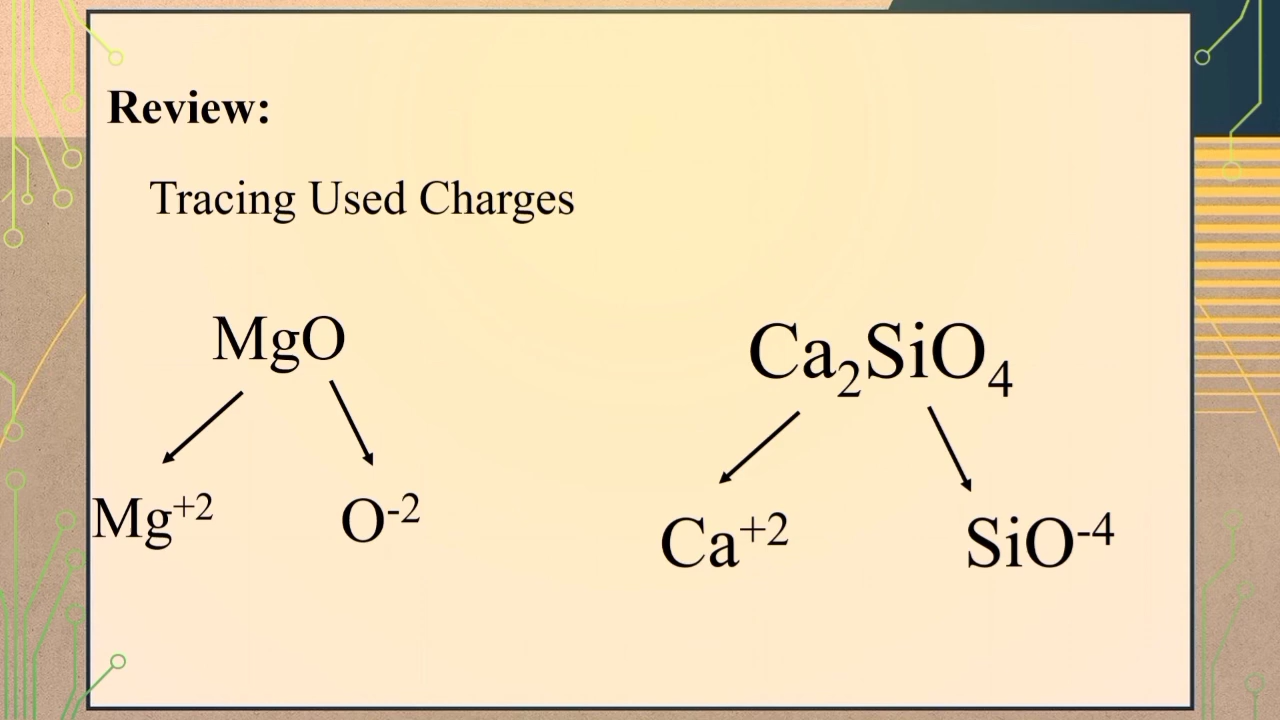 Review:
Tracing Used Charges
MgO
Ca₂SiO₄
Mg⁺²
O⁻²
Ca⁺²
SiO⁻⁴